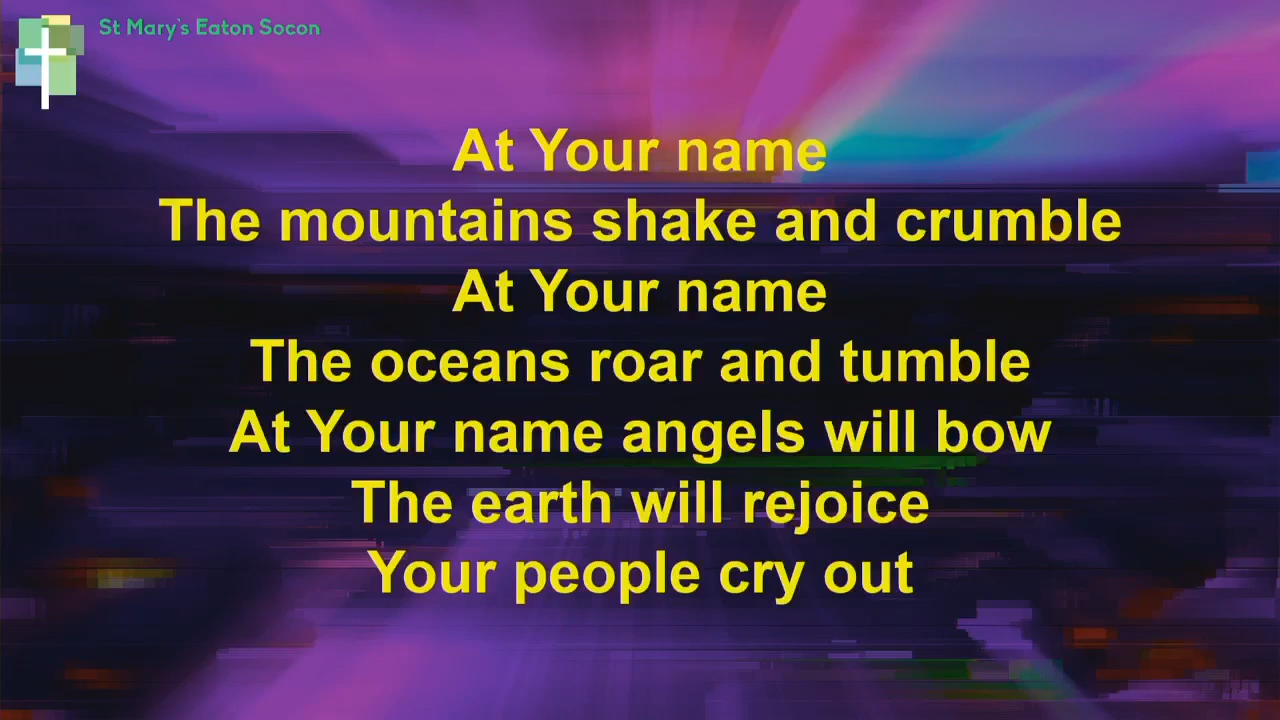 St Mary's Eaton Socon
At Your name
The mountains shake and crumble
At Your name
The oceans roar and tumble
At Your name angels will bow
The earth will rejoice
Your people cry out